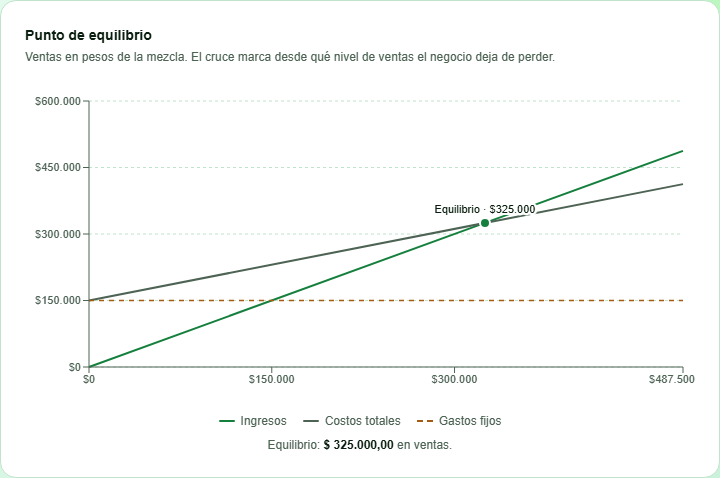 Punto de equilibrio
Ventas en pesos de la mezcla. El cruce marca desde qué nivel de ventas el negocio deja de perder.
$600.000
$450.000
Equilibrio · $325.000
$300.000
$150.000
$0
$0 $150.000 $300.000 $487.500
Ingresos Costos totales Gastos fijos
Equilibrio: $ 325.000,00 en ventas.